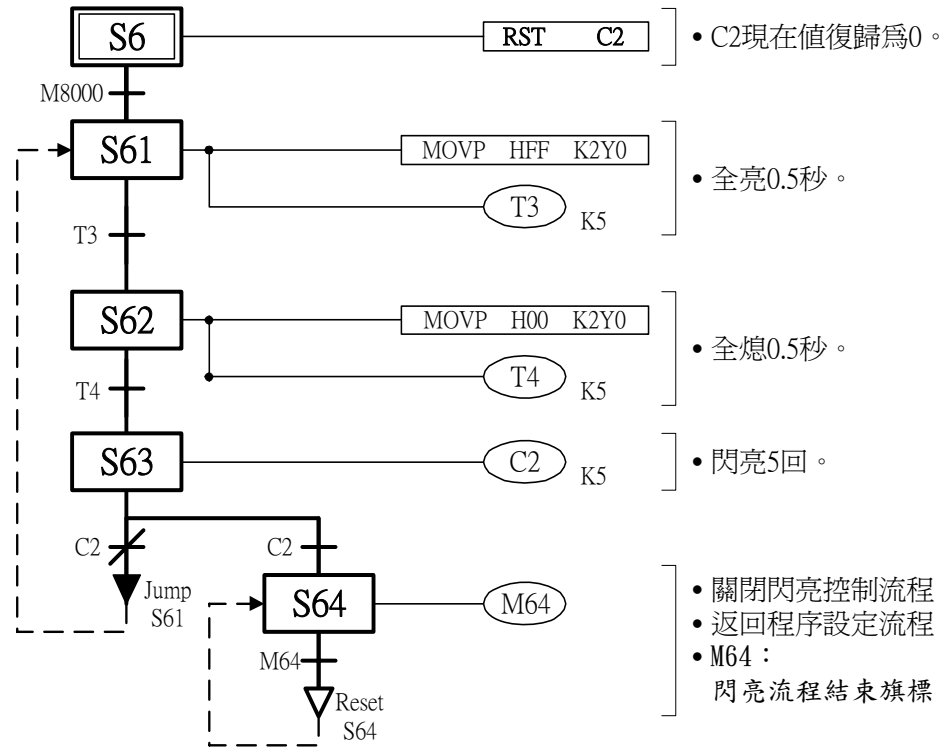 S6
RST C2
• C2現在值復歸為0。
M8000
S61
MOVP HFF K2Y0
T3
K5
• 全亮0.5秒。
T3
S62
MOVP H00 K2Y0
T4
K5
• 全熄0.5秒。
T4
S63
C2
K5
• 閃亮5回。
C2
Jump
S61
C2
S64
M64
• 關閉閃亮控制流程
• 返回程序設定流程
• M64：
閃亮流程結束旗標
M64
Reset
S64